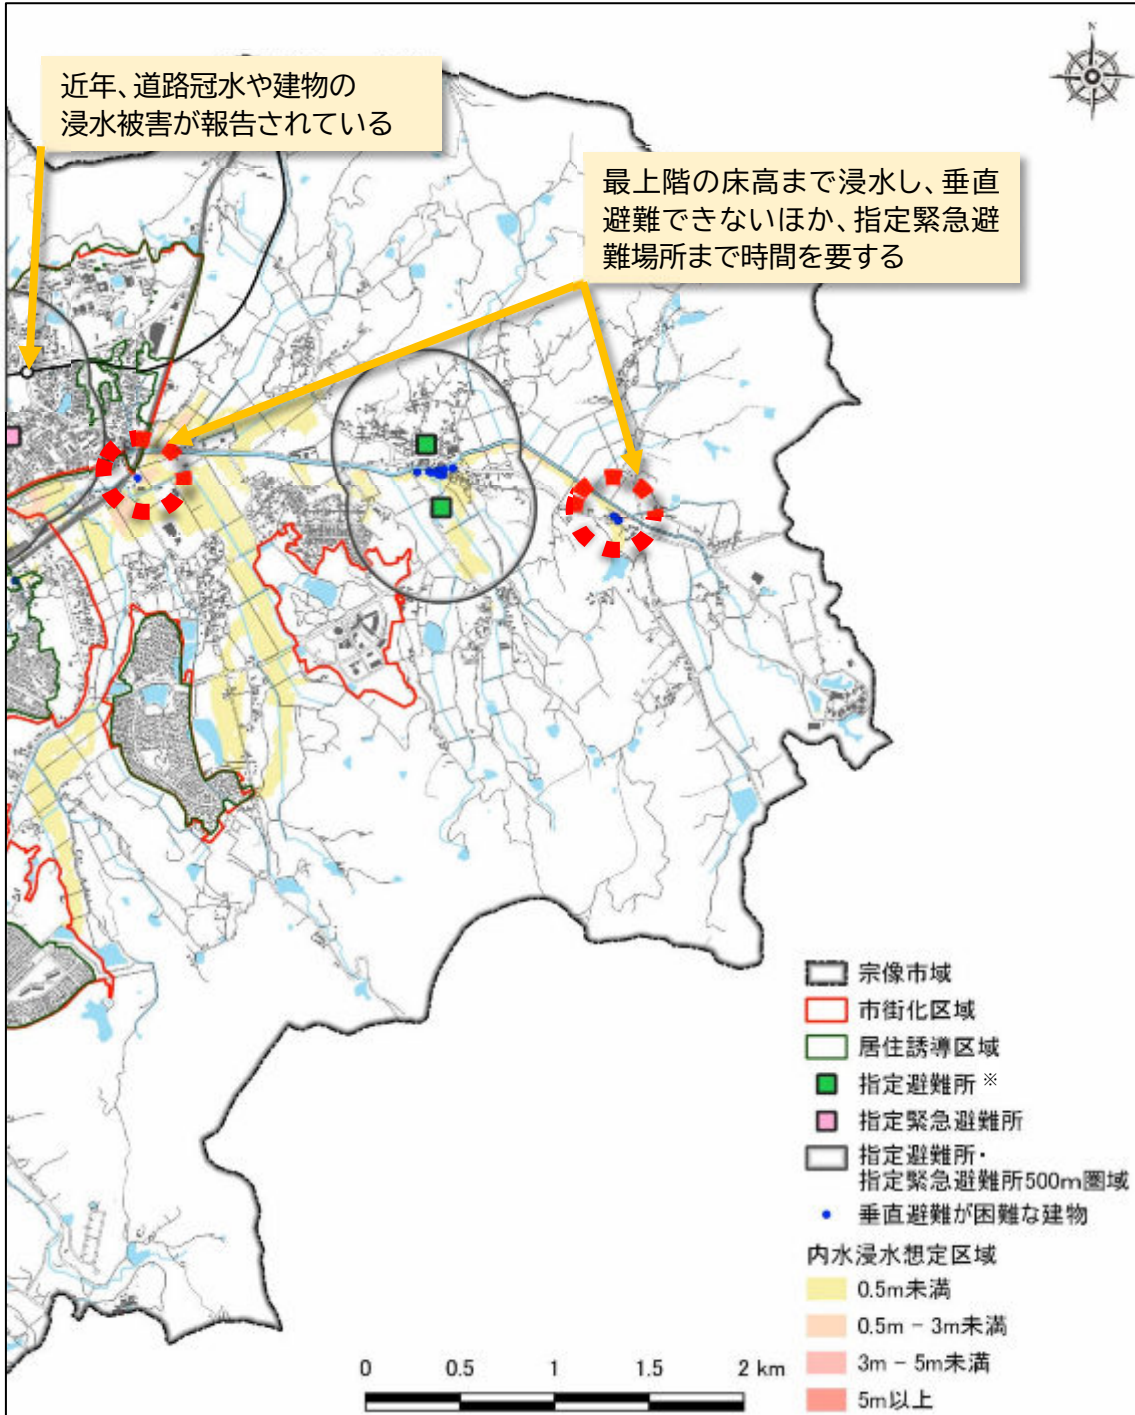 N
近年、道路冠水や建物の
浸水被害が報告されている
最上階の床高まで浸水し、垂直
避難できないほか、指定緊急避
難場所まで時間を要する
宗像市域
市街化区域
居住誘導区域
指定避難所※
指定緊急避難所
指定避難所・
指定緊急避難所500m圏域
垂直避難が困難な建物
内水浸水想定区域
0.5m未満
0.5m - 3m未満
3m - 5m未満
5m以上
0 0.5 1 1.5 2 km